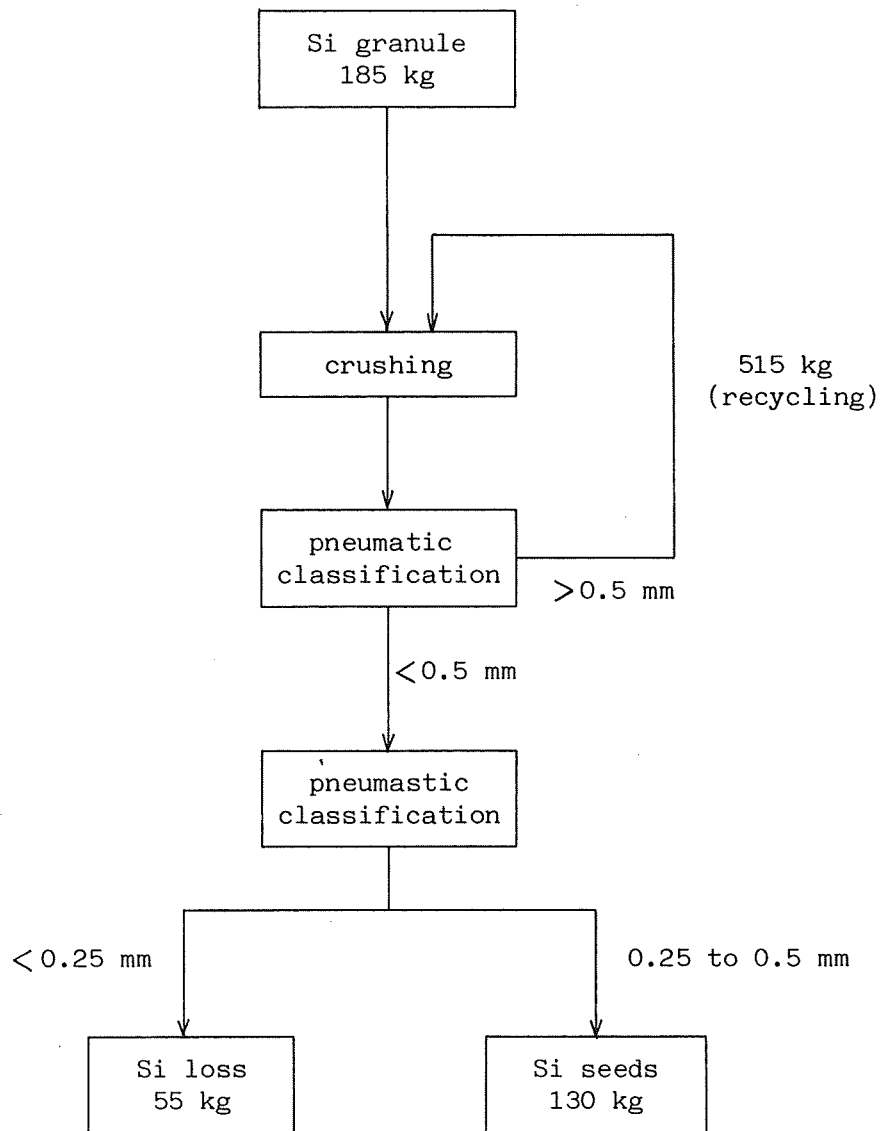 Si granule
185 kg
crushing
515 kg
(recycling)
pneumatic
classification
>0.5 mm
<0.5 mm
pneumastic
classification
<0.25 mm
0.25 to 0.5 mm
Si loss
55 kg
Si seeds
130 kg